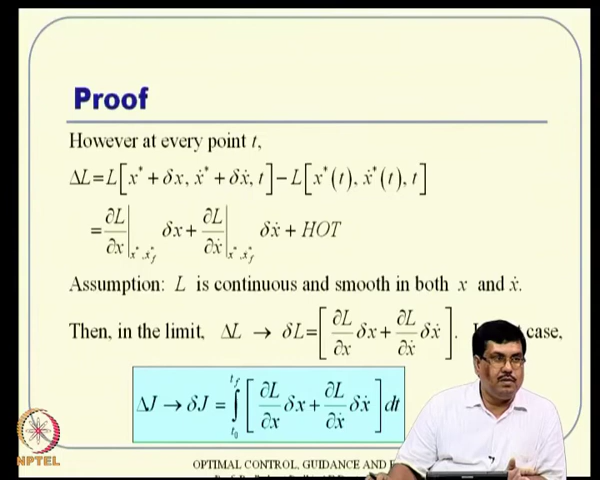 Proof
However at every point t,
ΔL=L[x* + δx, ẋ* + δẋ, t]−L[x*(t), ẋ*(t), t]
= ∂L/∂x |x*,ẋ*f δx + ∂L/∂ẋ |x*,ẋ*f δẋ + HOT
Assumption: L is continuous and smooth in both x and ẋ.
Then, in the limit, ΔL → δL=[∂L/∂x δx + ∂L/∂ẋ δẋ]. case,
ΔJ → δJ = ∫t0^tf [∂L/∂x δx + ∂L/∂ẋ δẋ] dt
NPTEL
OPTIMAL CONTROL, GUIDANCE AND